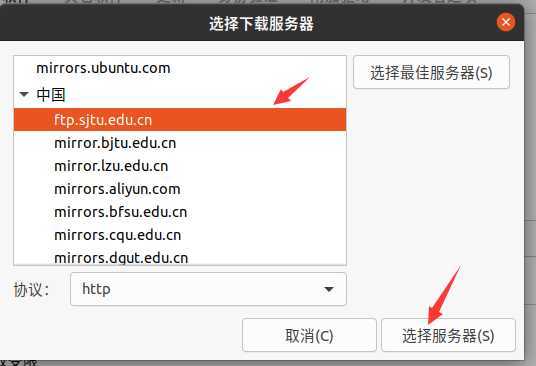 选择下载服务器
mirrors.ubuntu.com
选择最佳服务器(S)
中国
ftp.sjtu.edu.cn
mirror.bjtu.edu.cn
mirror.lzu.edu.cn
mirrors.aliyun.com
mirrors.bfsu.edu.cn
mirrors.cqu.edu.cn
mirrors.dgut.edu.cn
协议：
http
取消(C)
选择服务器(S)